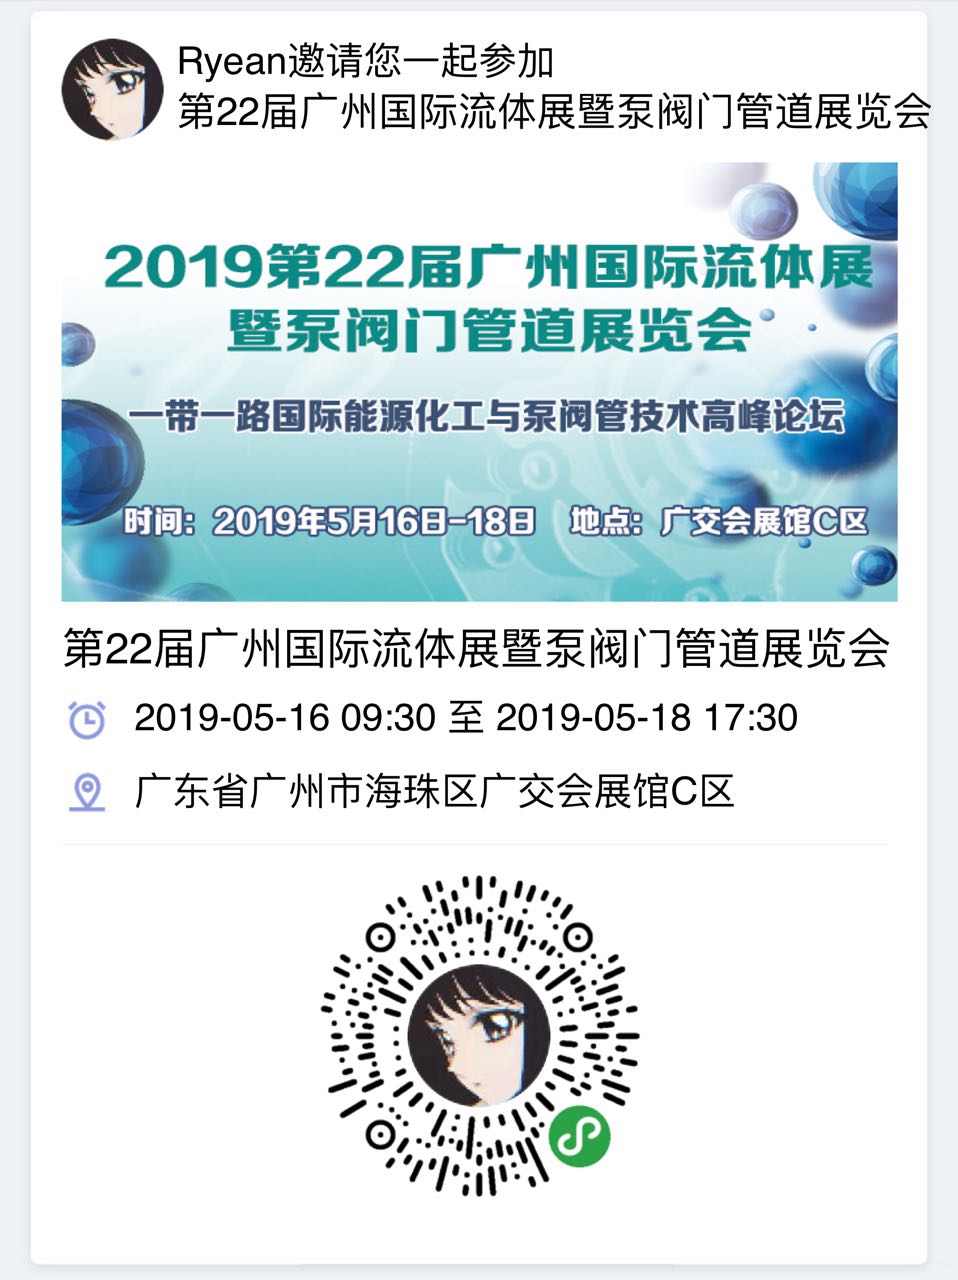 Ryean邀请您一起参加
第22届广州国际流体展暨泵阀门管道展览会
2019第22届广州国际流体展
暨泵阀门管道展览会
一带一路国际能源化工与泵阀管技术高峰论坛
时间：2019年5月16日-18日 地点：广交会展馆C区
第22届广州国际流体展暨泵阀门管道展览会
2019-05-16 09:30 至 2019-05-18 17:30
广东省广州市海珠区广交会展馆C区